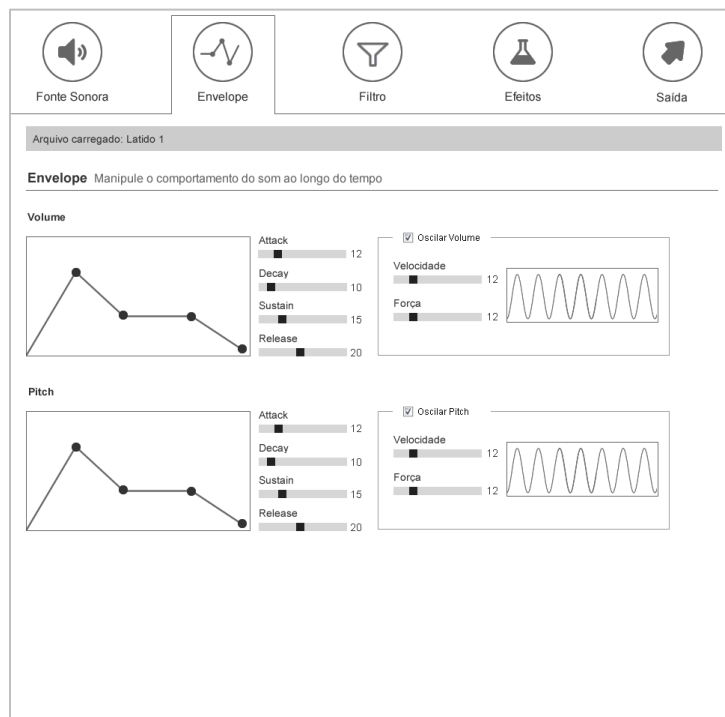 Fonte Sonora
Envelope
Filtro
Efeitos
Saída
Arquivo carregado: Latido 1
Envelope Manipule o comportamento do som ao longo do tempo
Volume
Attack
12
Decay
10
Sustain
15
Release
20
Oscilar Volume
Velocidade
12
Força
12
Pitch
Attack
12
Decay
10
Sustain
15
Release
20
Oscilar Pitch
Velocidade
12
Força
12